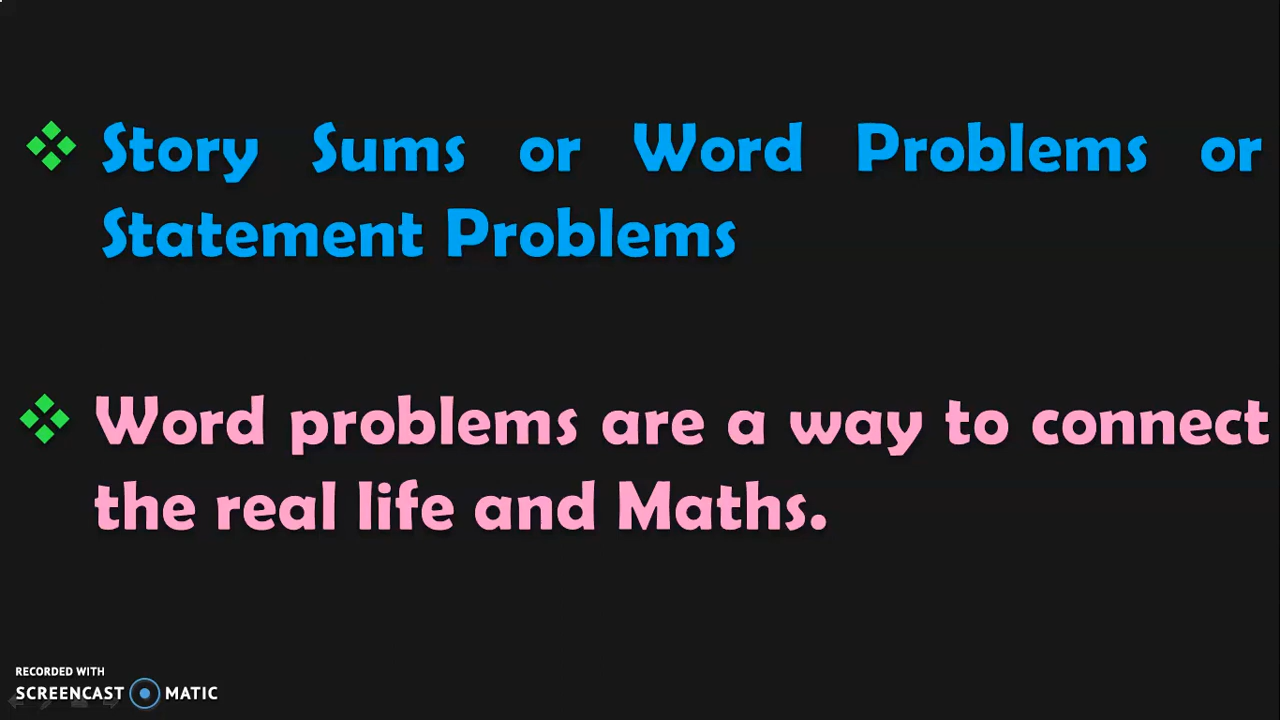 Story Sums or Word Problems or
Statement Problems
Word problems are a way to connect
the real life and Maths.
RECORDED WITH
SCREENCAST MATIC